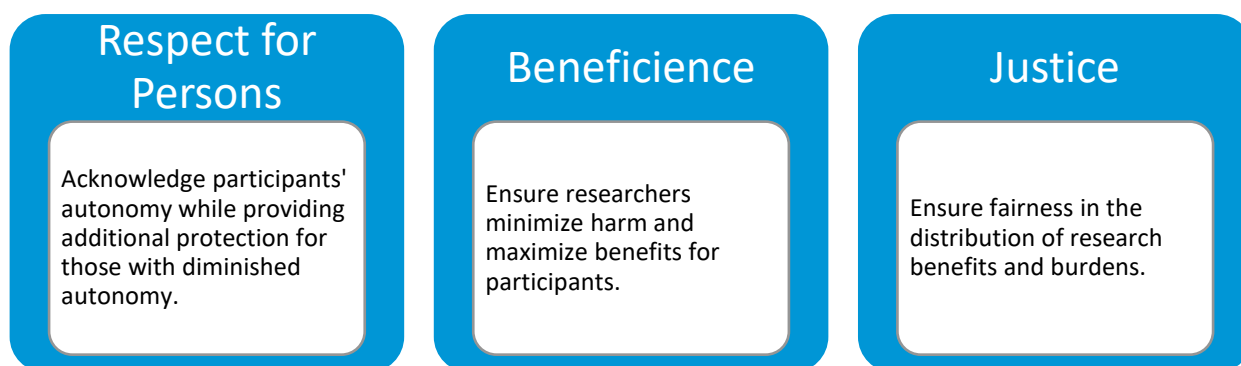 Respect for
Persons
Acknowledge participants'
autonomy while providing
additional protection for
those with diminished
autonomy.
Beneficience
Ensure researchers
minimize harm and
maximize benefits for
participants.
Justice
Ensure fairness in the
distribution of research
benefits and burdens.